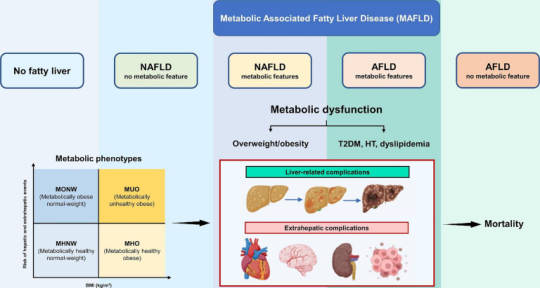 Metabolic Associated Fatty Liver Disease (MAFLD)
No fatty liver
NAFLD
no metabolic feature
NAFLD
metabolic features
AFLD
metabolic features
AFLD
no metabolic feature
Metabolic dysfunction
Overweight/obesity
T2DM, HT, dyslipidemia
Metabolic phenotypes
Risk of hepatic and extrahepatic events
MONW
(Metabolically obese
normal-weight)
MUO
(Metabolically
unhealthy obese)
MHNW
(Metabolically healthy
normal-weight)
MHO
(Metabolically healthy
obese)
BMI (kg/m²)
Liver-related complications
Extrahepatic complications
Mortality